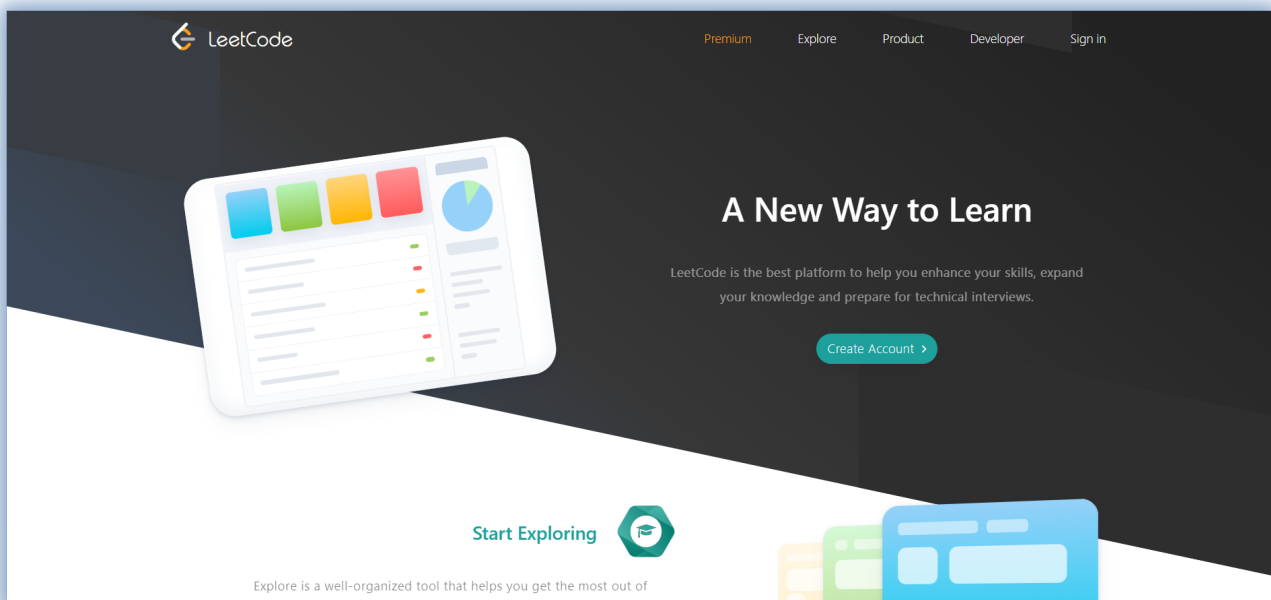 LeetCode
Premium Explore Product Developer Sign in
A New Way to Learn
LeetCode is the best platform to help you enhance your skills, expand
your knowledge and prepare for technical interviews.
Create Account >
Start Exploring
Explore is a well-organized tool that helps you get the most out of